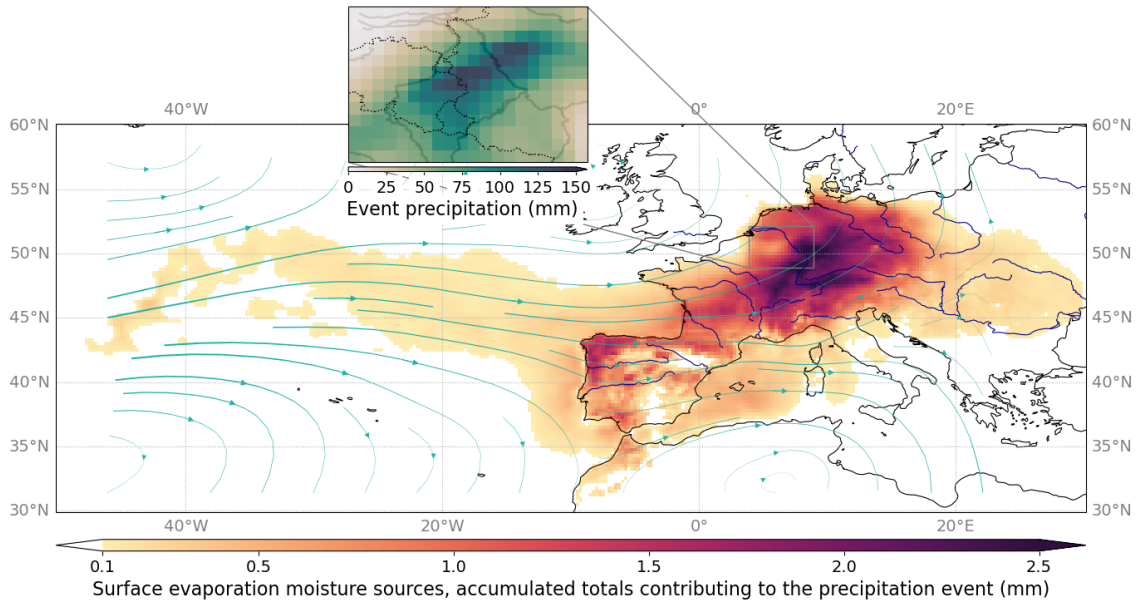 0 25 50 75 100 125 150
Event precipitation (mm)
40°W 0° 20°E
60°N 60°N
55°N 55°N
50°N 50°N
45°N 45°N
40°N 40°N
35°N 35°N
30°N 30°N
40°W 20°W 0° 20°E
0.1 0.5 1.0 1.5 2.0 2.5
Surface evaporation moisture sources, accumulated totals contributing to the precipitation event (mm)